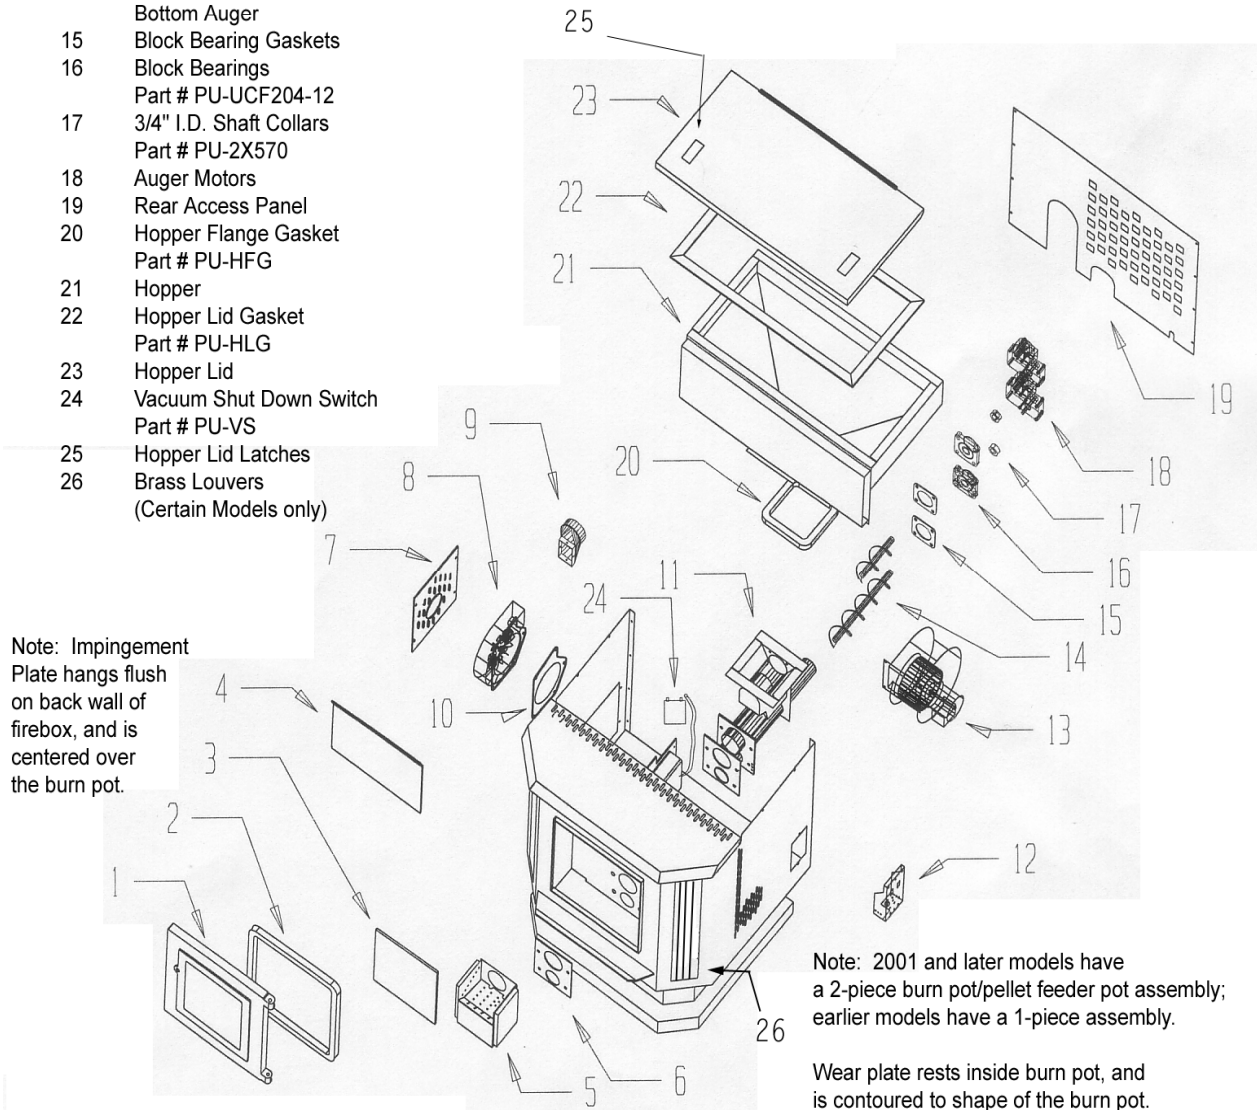 Bottom Auger
15 Block Bearing Gaskets
16 Block Bearings
Part # PU-UCF204-12
17 3/4" I.D. Shaft Collars
Part # PU-2X570
18 Auger Motors
19 Rear Access Panel
20 Hopper Flange Gasket
Part # PU-HFG
21 Hopper
22 Hopper Lid Gasket
Part # PU-HLG
23 Hopper Lid
24 Vacuum Shut Down Switch
Part # PU-VS
25 Hopper Lid Latches
26 Brass Louvers
(Certain Models only)
25
23
22
21
19
18
17
16
15
14
13
20
9
8
7
11
24
10
4
3
2
1
12
5
6
26
Note: Impingement
Plate hangs flush
on back wall of
firebox, and is
centered over
the burn pot.
Note: 2001 and later models have
a 2-piece burn pot/pellet feeder pot assembly;
earlier models have a 1-piece assembly.
Wear plate rests inside burn pot, and
is contoured to shape of the burn pot.